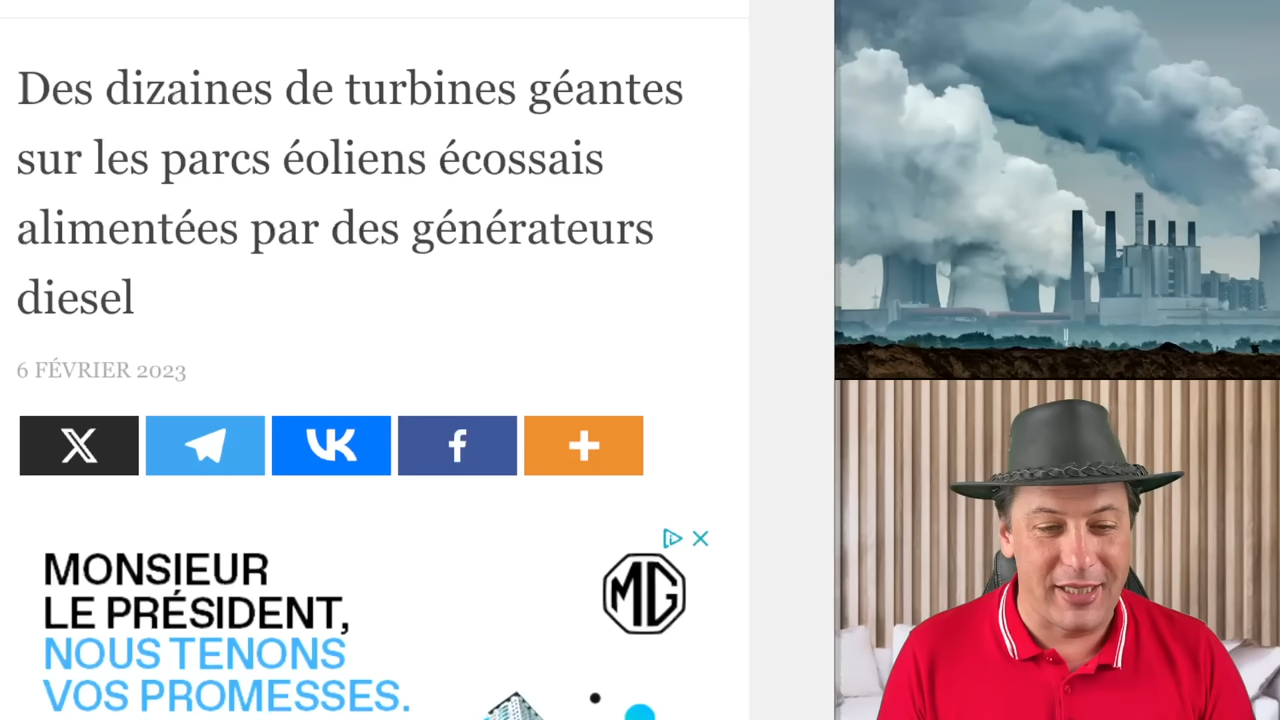 Des dizaines de turbines géantes
sur les parcs éoliens écossais
alimentées par des générateurs
diesel
6 FÉVRIER 2023
MONSIEUR
LE PRÉSIDENT,
NOUS TENONS
VOS PROMESSES.
MG